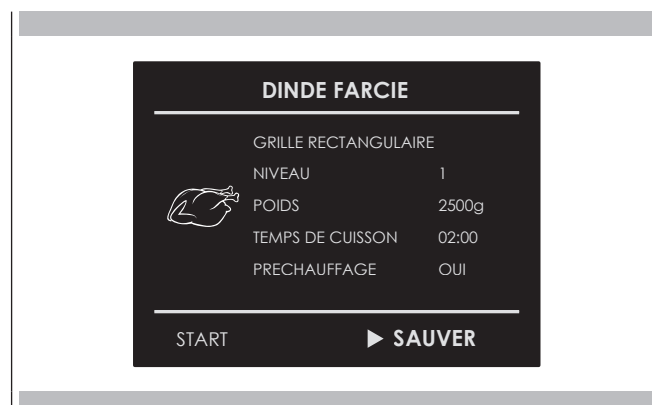 DINDE FARCIE
GRILLE RECTANGULAIRE
NIVEAU 1
POIDS 2500g
TEMPS DE CUISSON 02:00
PRECHAUFFAGE OUI
START ▶ SAUVER